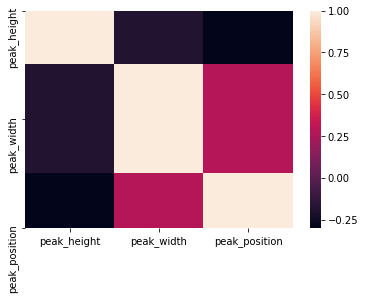 peak_height
peak_width
peak_position
peak_height peak_width peak_position
1.00
0.75
0.50
0.25
0.00
−0.25